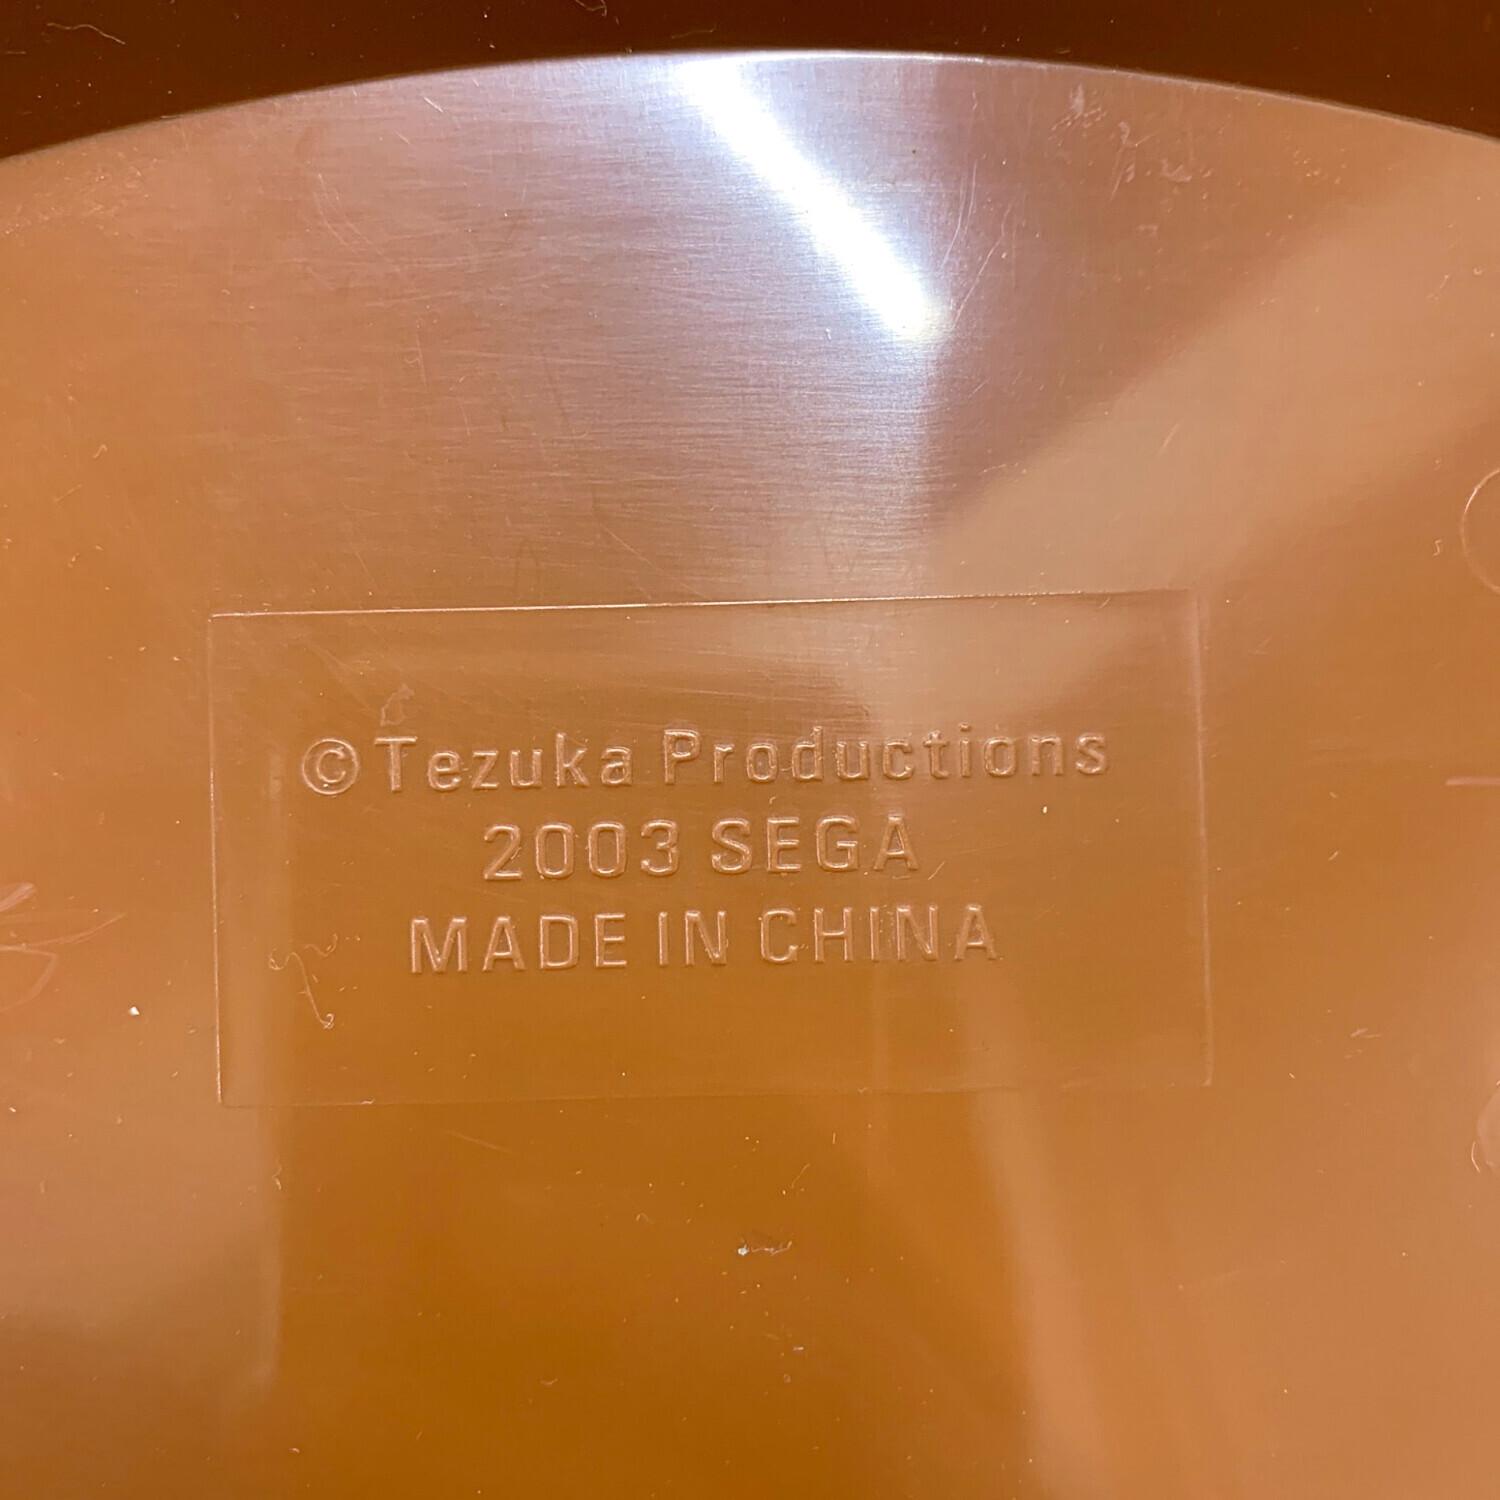 ©Tezuka Productions
2003 SEGA
MADE IN CHINA